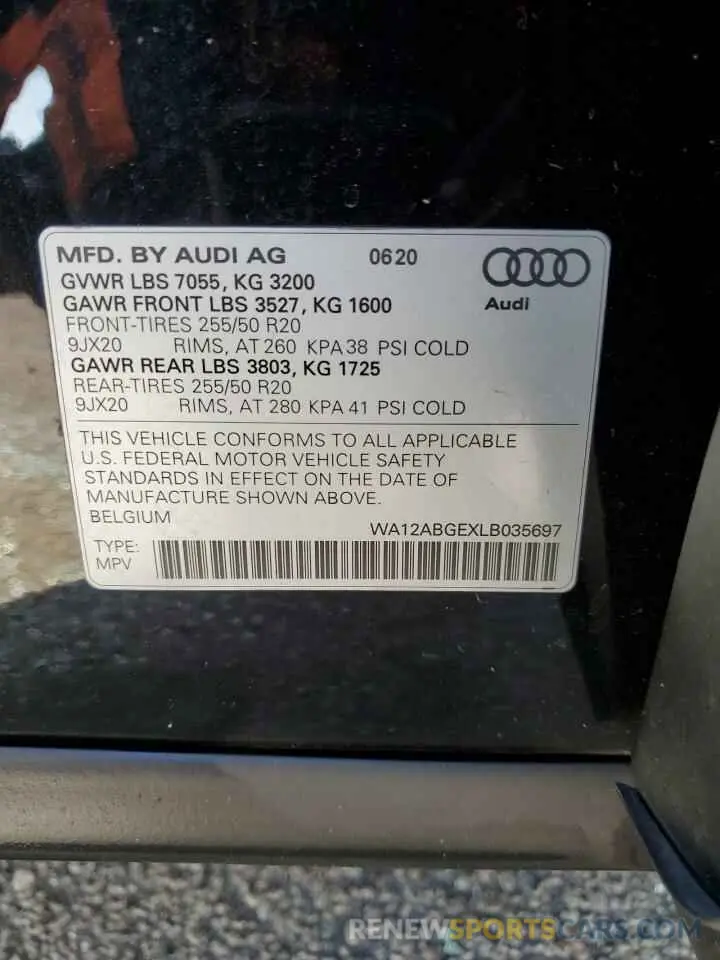 MFD. BY AUDI AG 0620
GVWR LBS 7055, KG 3200
GAWR FRONT LBS 3527, KG 1600
Audi
FRONT-TIRES 255/50 R20
9JX20 RIMS, AT 260 KPA 38 PSI COLD
GAWR REAR LBS 3803, KG 1725
REAR-TIRES 255/50 R20
9JX20 RIMS, AT 280 KPA 41 PSI COLD
THIS VEHICLE CONFORMS TO ALL APPLICABLE
U.S. FEDERAL MOTOR VEHICLE SAFETY
STANDARDS IN EFFECT ON THE DATE OF
MANUFACTURE SHOWN ABOVE.
BELGIUM
WA12ABGEXLB035697
TYPE:
MPV
RENEWSPORTSCARS.COM